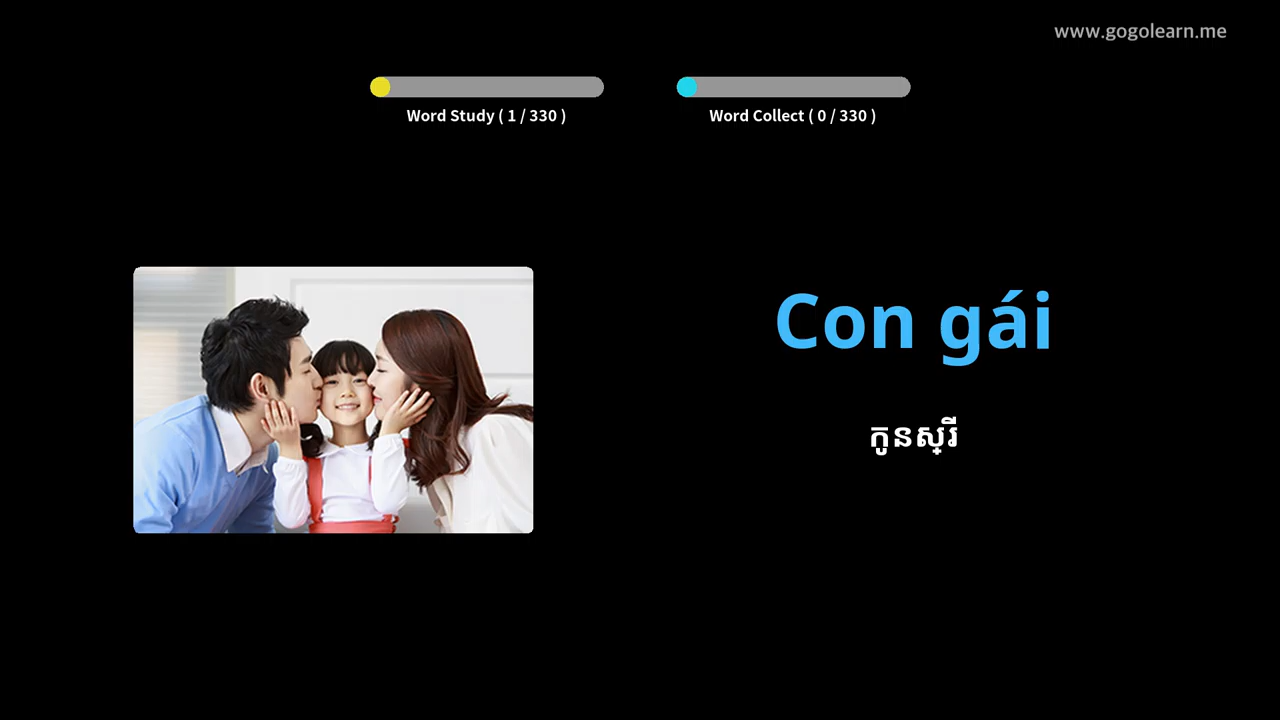 www.gogolearn.me
Word Study ( 1 / 330 )
Word Collect ( 0 / 330 )
Con gái
កូនស្រី